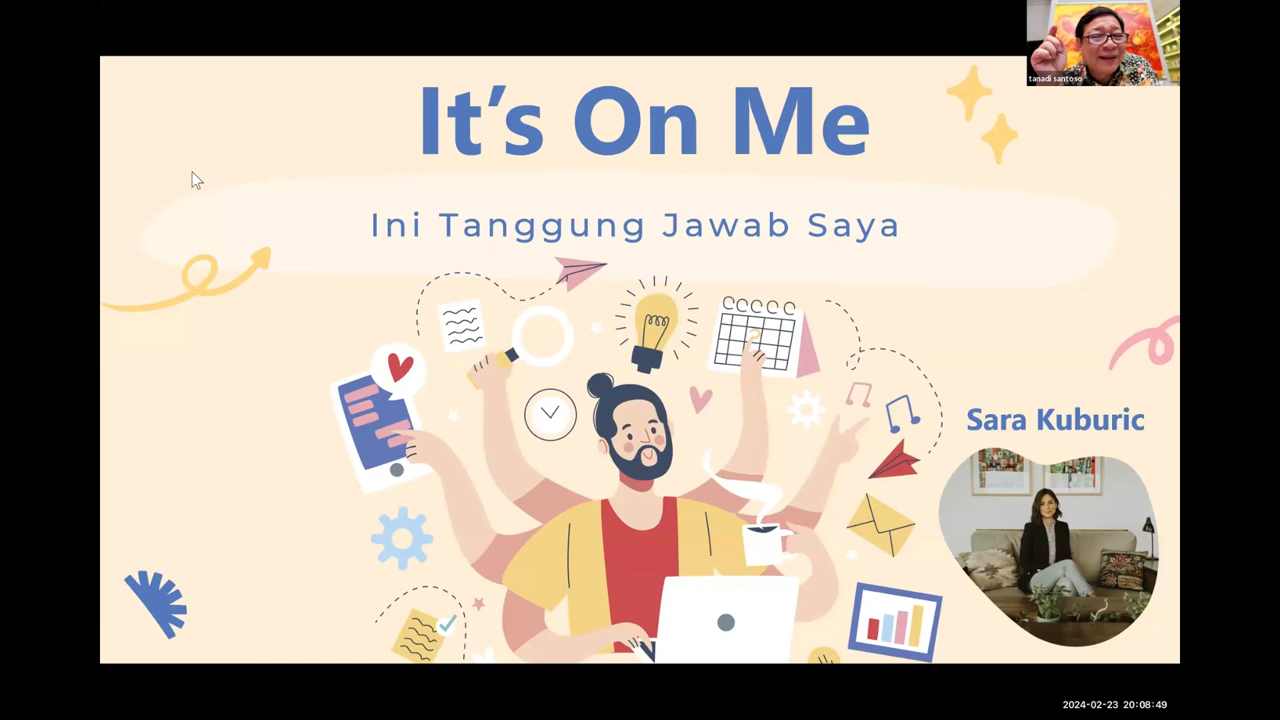 tanadi santoso
It's On Me
Ini Tanggung Jawab Saya
Sara Kuburic
2024-02-23 20:08:49